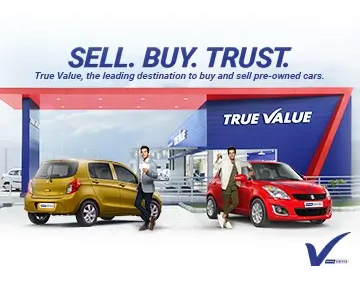 SELL. BUY. TRUST.
True Value, the leading destination to buy and sell pre-owned cars.
TRUE VALUE